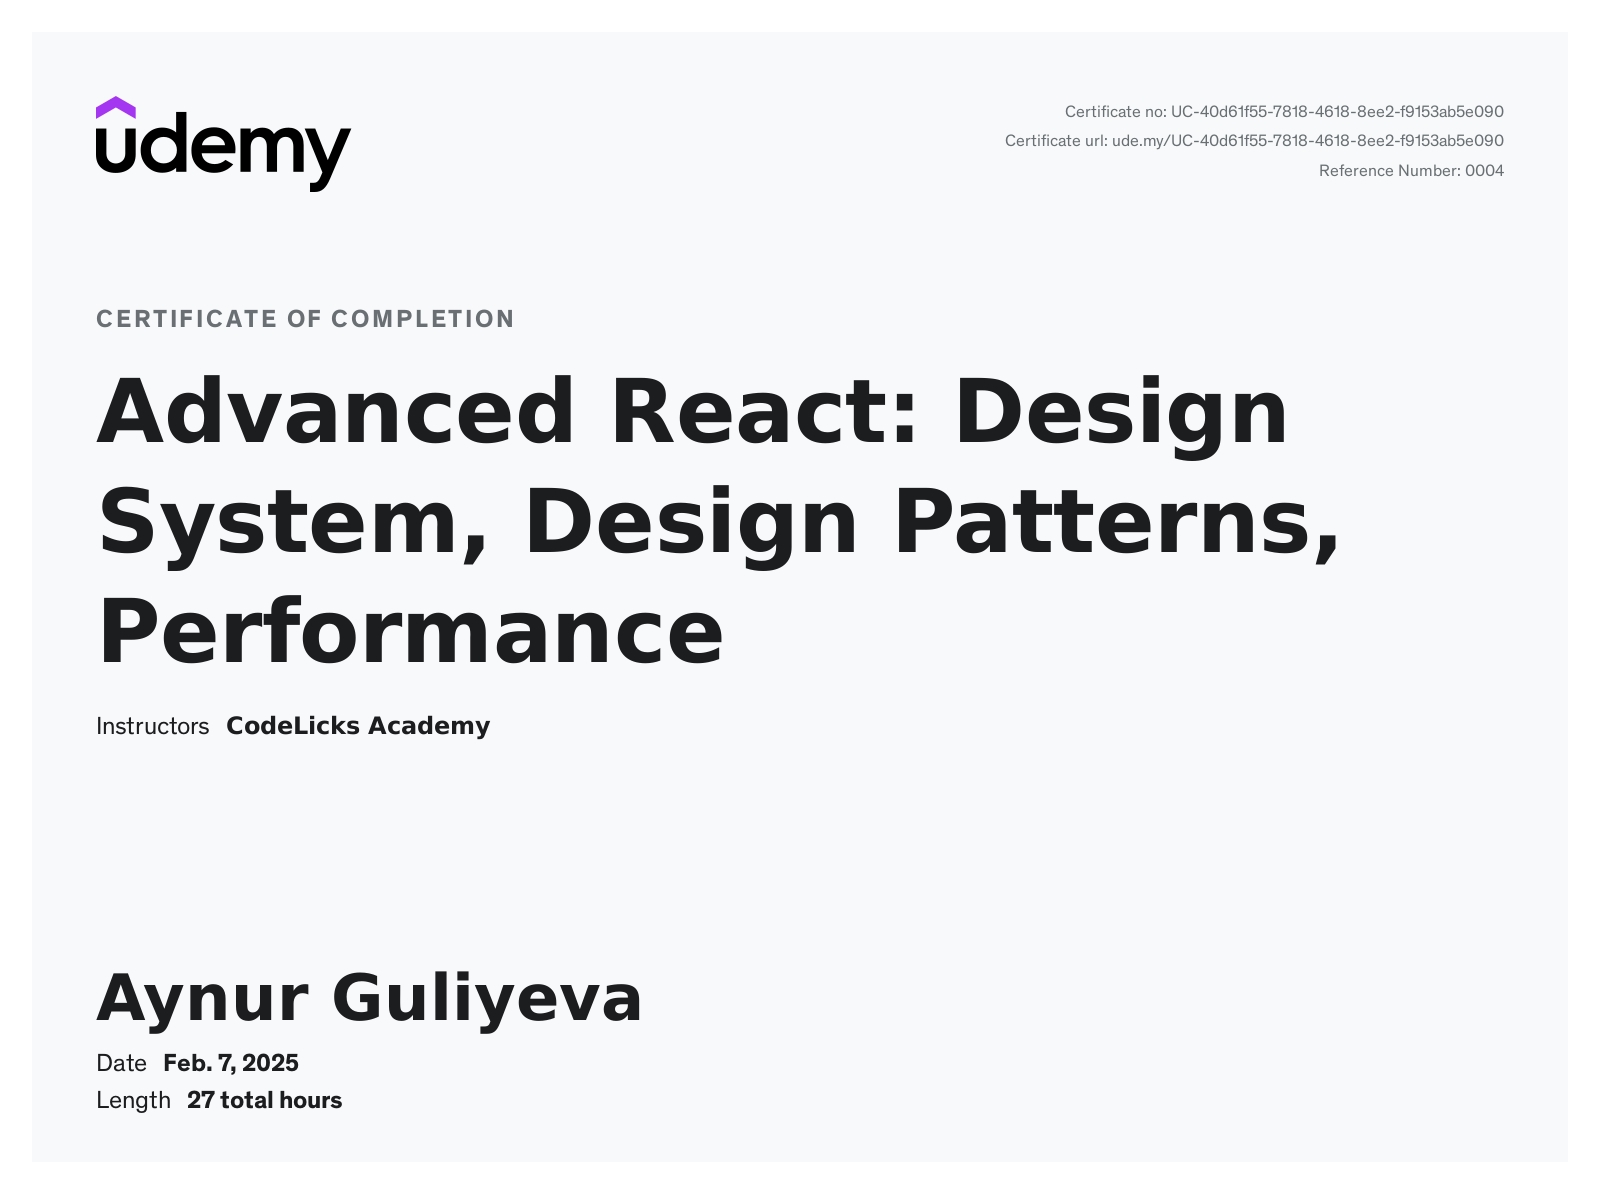 udemy
Certificate no: UC-40d61f55-7818-4618-8ee2-f9153ab5e090
Certificate url: ude.my/UC-40d61f55-7818-4618-8ee2-f9153ab5e090
Reference Number: 0004
CERTIFICATE OF COMPLETION
Advanced React: Design
System, Design Patterns,
Performance
Instructors CodeLicks Academy
Aynur Guliyeva
Date Feb. 7, 2025
Length 27 total hours